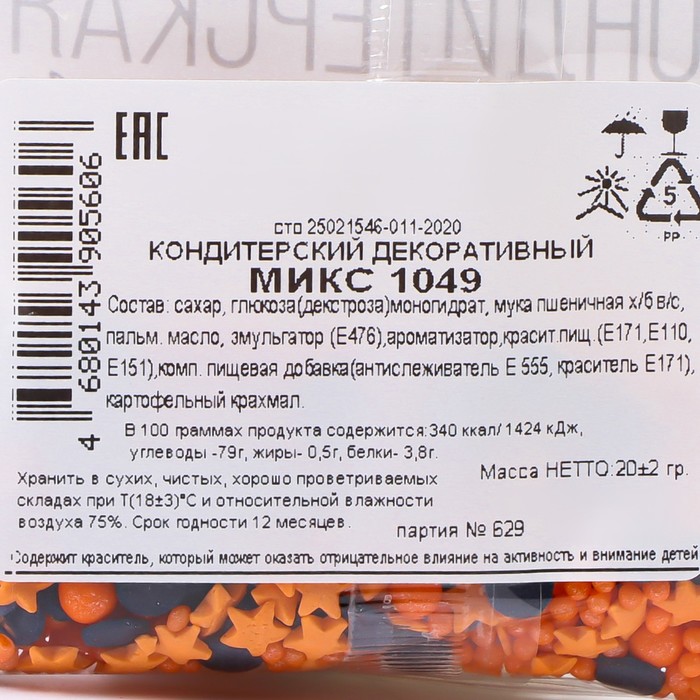 КОНДИТЕРСКАЯ
ЕАС
сто 25021546-011-2020
КОНДИТЕРСКИЙ ДЕКОРАТИВНЫЙ
МИКС 1049
Состав: сахар, глюкоза(декстроза)моногидрат, мука пшеничная х/б в/с,
пальм. масло, эмульгатор (Е476),ароматизатор,красит.пищ.(Е171,Е110,
Е151),комп. пищевая добавка(антислеживатель Е 555, краситель Е171),
картофельный крахмал.
В 100 граммах продукта содержится:340 ккал/ 1424 кДж,
углеводы -79г, жиры- 0,5г, белки- 3,8г.
Масса НЕТТО:20±2 гр.
Хранить в сухих, чистых, хорошо проветриваемых
складах при Т(18±3)°С и относительной влажности
воздуха 75%. Срок годности 12 месяцев.
партия № 629
Содержит краситель, который может оказать отрицательное влияние на активность и внимание детей
4 680143 905606
5
PP